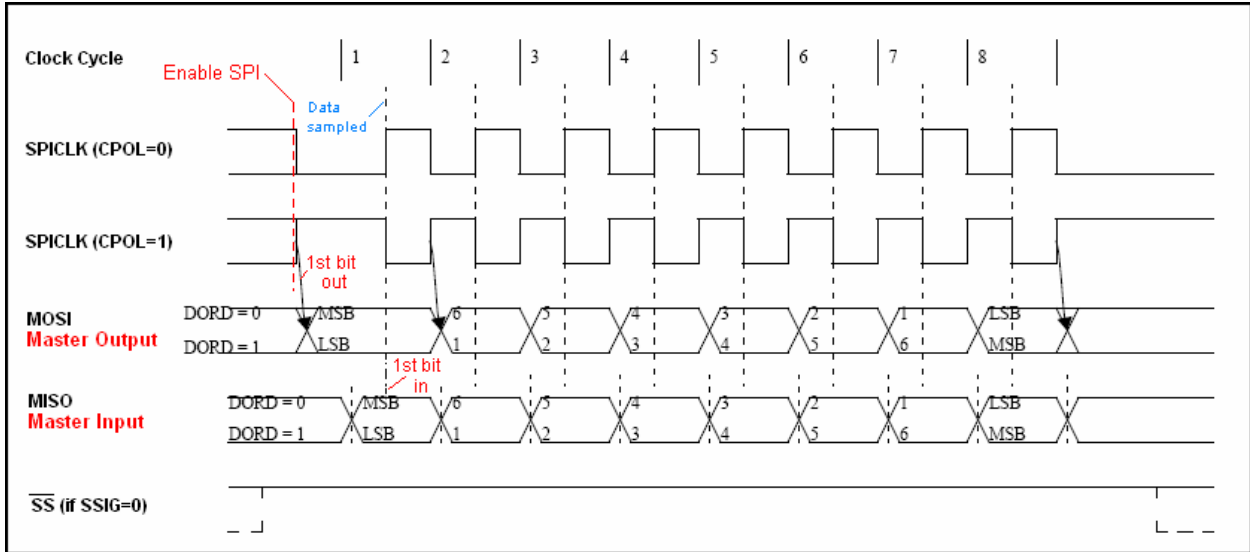 Clock Cycle 1 2 3 4 5 6 7 8
Enable SPI
Data
sampled
SPICLK (CPOL=0)
SPICLK (CPOL=1)
1st bit
out
MOSI
Master Output
DORD = 0 MSB 6 5 4 3 2 1 LSB
DORD = 1 LSB 1 2 3 4 5 6 MSB
1st bit
in
MISO
Master Input
DORD = 0 MSB 6 5 4 3 2 1 LSB
DORD = 1 LSB 1 2 3 4 5 6 MSB
SS (if SSIG=0)